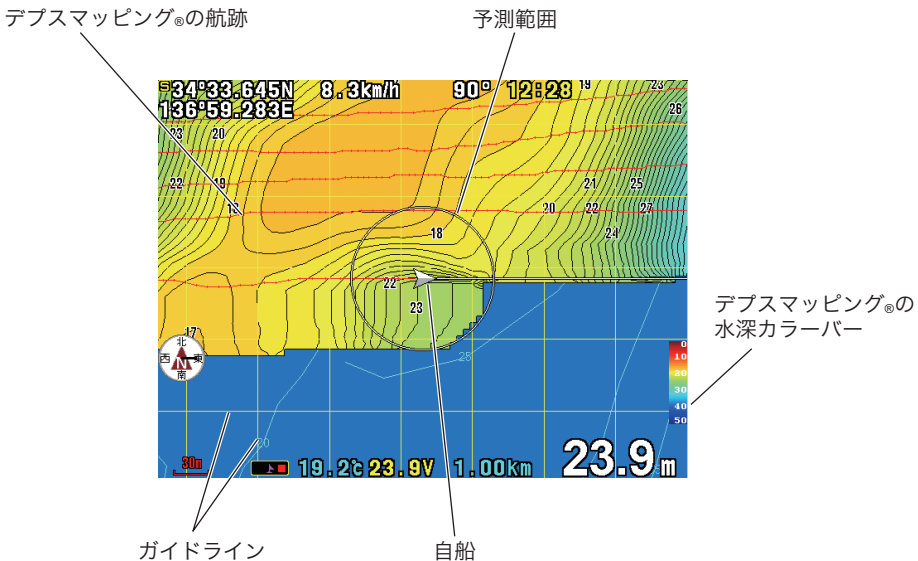 デプスマッピング®の航跡
予測範囲
S 34°33.645N 8.3km/h 90° 12:28
136°59.283E
19
23
26
23
20
22
19
21
25
18
20
22
27
18
24
22
23
17
北
西 N 東
南
25
デプスマッピング®の
水深カラーバー
0
10
20
30
40
50
20
30m
19.2℃ 23.9V 1.00km 23.9m
ガイドライン
自船